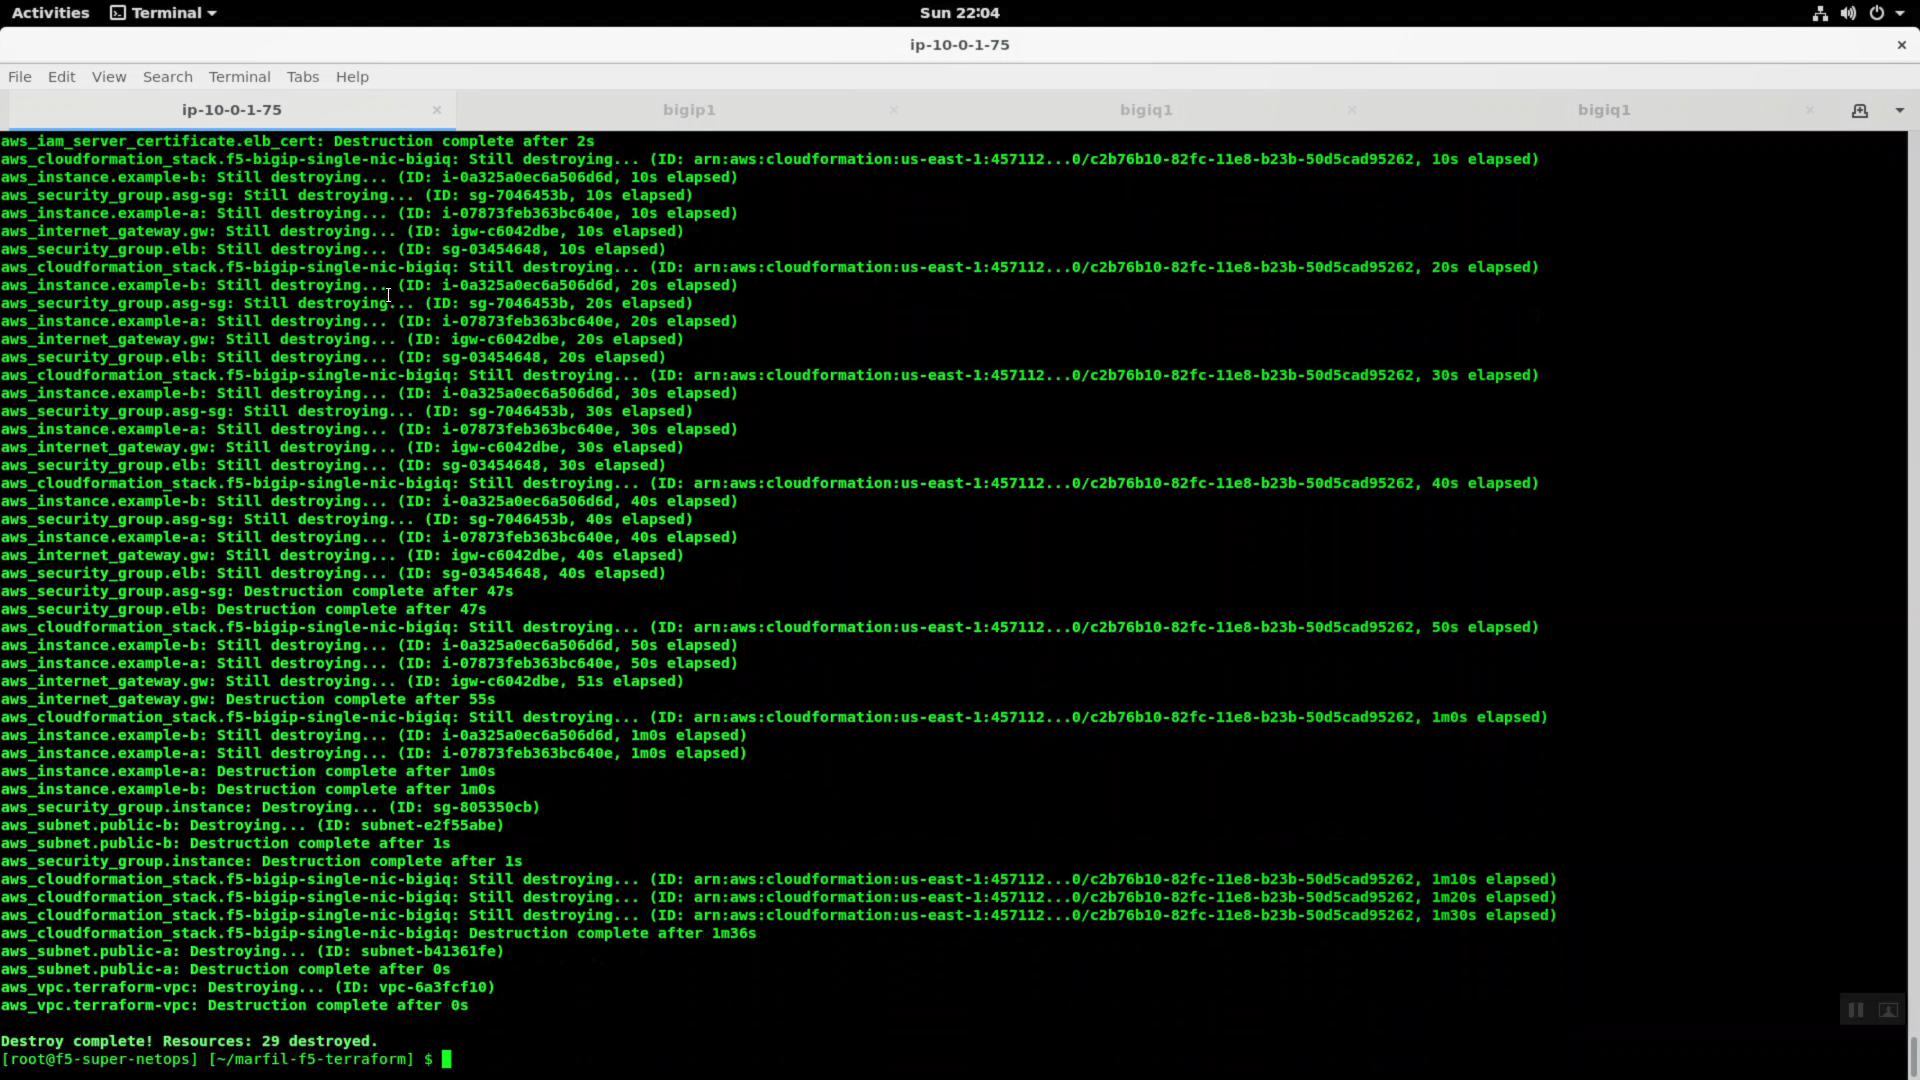 Activities Terminal Sun 22:04
ip-10-0-1-75
File Edit View Search Terminal Tabs Help
ip-10-0-1-75 bigip1 bigiq1 bigiq1
aws_iam_server_certificate.elb_cert: Destruction complete after 2s
aws_cloudformation_stack.f5-bigip-single-nic-bigiq: Still destroying... (ID: arn:aws:cloudformation:us-east-1:457112...0/c2b76b10-82fc-11e8-b23b-50d5cad95262, 10s elapsed)
aws_instance.example-b: Still destroying... (ID: i-0a325a0ec6a506d6d, 10s elapsed)
aws_security_group.asg-sg: Still destroying... (ID: sg-7046453b, 10s elapsed)
aws_instance.example-a: Still destroying... (ID: i-07873feb363bc640e, 10s elapsed)
aws_internet_gateway.gw: Still destroying... (ID: igw-c6042dbe, 10s elapsed)
aws_security_group.elb: Still destroying... (ID: sg-03454648, 10s elapsed)
aws_cloudformation_stack.f5-bigip-single-nic-bigiq: Still destroying... (ID: arn:aws:cloudformation:us-east-1:457112...0/c2b76b10-82fc-11e8-b23b-50d5cad95262, 20s elapsed)
aws_instance.example-b: Still destroying... (ID: i-0a325a0ec6a506d6d, 20s elapsed)
aws_security_group.asg-sg: Still destroying... (ID: sg-7046453b, 20s elapsed)
aws_instance.example-a: Still destroying... (ID: i-07873feb363bc640e, 20s elapsed)
aws_internet_gateway.gw: Still destroying... (ID: igw-c6042dbe, 20s elapsed)
aws_security_group.elb: Still destroying... (ID: sg-03454648, 20s elapsed)
aws_cloudformation_stack.f5-bigip-single-nic-bigiq: Still destroying... (ID: arn:aws:cloudformation:us-east-1:457112...0/c2b76b10-82fc-11e8-b23b-50d5cad95262, 30s elapsed)
aws_instance.example-b: Still destroying... (ID: i-0a325a0ec6a506d6d, 30s elapsed)
aws_security_group.asg-sg: Still destroying... (ID: sg-7046453b, 30s elapsed)
aws_instance.example-a: Still destroying... (ID: i-07873feb363bc640e, 30s elapsed)
aws_internet_gateway.gw: Still destroying... (ID: igw-c6042dbe, 30s elapsed)
aws_security_group.elb: Still destroying... (ID: sg-03454648, 30s elapsed)
aws_cloudformation_stack.f5-bigip-single-nic-bigiq: Still destroying... (ID: arn:aws:cloudformation:us-east-1:457112...0/c2b76b10-82fc-11e8-b23b-50d5cad95262, 40s elapsed)
aws_instance.example-b: Still destroying... (ID: i-0a325a0ec6a506d6d, 40s elapsed)
aws_security_group.asg-sg: Still destroying... (ID: sg-7046453b, 40s elapsed)
aws_instance.example-a: Still destroying... (ID: i-07873feb363bc640e, 40s elapsed)
aws_internet_gateway.gw: Still destroying... (ID: igw-c6042dbe, 40s elapsed)
aws_security_group.elb: Still destroying... (ID: sg-03454648, 40s elapsed)
aws_security_group.asg-sg: Destruction complete after 47s
aws_security_group.elb: Destruction complete after 47s
aws_cloudformation_stack.f5-bigip-single-nic-bigiq: Still destroying... (ID: arn:aws:cloudformation:us-east-1:457112...0/c2b76b10-82fc-11e8-b23b-50d5cad95262, 50s elapsed)
aws_instance.example-b: Still destroying... (ID: i-0a325a0ec6a506d6d, 50s elapsed)
aws_instance.example-a: Still destroying... (ID: i-07873feb363bc640e, 50s elapsed)
aws_internet_gateway.gw: Still destroying... (ID: igw-c6042dbe, 51s elapsed)
aws_internet_gateway.gw: Destruction complete after 55s
aws_cloudformation_stack.f5-bigip-single-nic-bigiq: Still destroying... (ID: arn:aws:cloudformation:us-east-1:457112...0/c2b76b10-82fc-11e8-b23b-50d5cad95262, 1m0s elapsed)
aws_instance.example-b: Still destroying... (ID: i-0a325a0ec6a506d6d, 1m0s elapsed)
aws_instance.example-a: Still destroying... (ID: i-07873feb363bc640e, 1m0s elapsed)
aws_instance.example-a: Destruction complete after 1m0s
aws_instance.example-b: Destruction complete after 1m0s
aws_security_group.instance: Destroying... (ID: sg-805350cb)
aws_subnet.public-b: Destroying... (ID: subnet-e2f55abe)
aws_subnet.public-b: Destruction complete after 1s
aws_security_group.instance: Destruction complete after 1s
aws_cloudformation_stack.f5-bigip-single-nic-bigiq: Still destroying... (ID: arn:aws:cloudformation:us-east-1:457112...0/c2b76b10-82fc-11e8-b23b-50d5cad95262, 1m10s elapsed)
aws_cloudformation_stack.f5-bigip-single-nic-bigiq: Still destroying... (ID: arn:aws:cloudformation:us-east-1:457112...0/c2b76b10-82fc-11e8-b23b-50d5cad95262, 1m20s elapsed)
aws_cloudformation_stack.f5-bigip-single-nic-bigiq: Still destroying... (ID: arn:aws:cloudformation:us-east-1:457112...0/c2b76b10-82fc-11e8-b23b-50d5cad95262, 1m30s elapsed)
aws_cloudformation_stack.f5-bigip-single-nic-bigiq: Destruction complete after 1m36s
aws_subnet.public-a: Destroying... (ID: subnet-b41361fe)
aws_subnet.public-a: Destruction complete after 0s
aws_vpc.terraform-vpc: Destroying... (ID: vpc-6a3fcf10)
aws_vpc.terraform-vpc: Destruction complete after 0s
Destroy complete! Resources: 29 destroyed.
[root@f5-super-netops] [~/marfil-f5-terraform] $